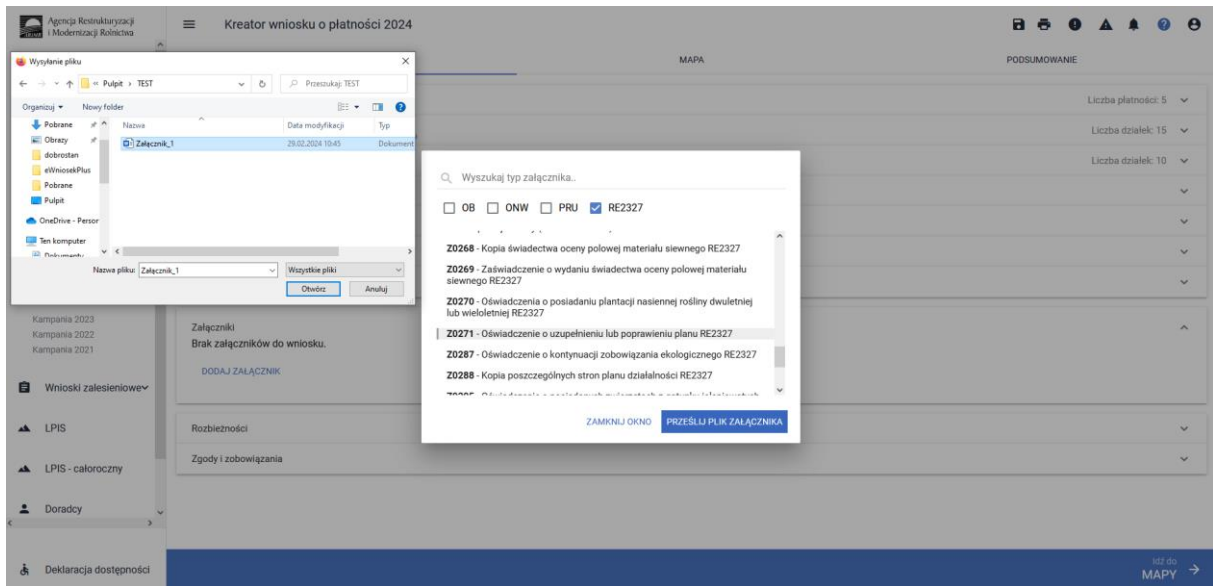 Agencja Restrukturyzacji
i Modernizacji Rolnictwa
Kreator wniosku o płatności 2024
Wysyłanie pliku
Pulpit › TEST
Przeszukaj: TEST
Organizuj
Nowy folder
Nazwa
Data modyfikacji
Typ
Załącznik_1
29.02.2024 10:45
Dokument
Pobrane
Obrazy
dobrostan
eWniosekPlus
Pobrane
Pulpit
OneDrive - Person
Ten komputer
Dokumenty
Nazwa pliku:
Załącznik_1
Wszystkie pliki
Otwórz
Anuluj
MAPA
PODSUMOWANIE
Liczba płatności: 5
Liczba działek: 15
Liczba działek: 10
Wyszukaj typ załącznika..
OB
ONW
PRU
RE2327
Z0268 - Kopia świadectwa oceny polowej materiału siewnego RE2327
Z0269 - Zaświadczenie o wydaniu świadectwa oceny polowej materiału
siewnego RE2327
Z0270 - Oświadczenia o posiadaniu plantacji nasiennej rośliny dwuletniej
lub wieloletniej RE2327
Z0271 - Oświadczenie o uzupełnieniu lub poprawieniu planu RE2327
Z0287 - Oświadczenie o kontynuacji zobowiązania ekologicznego RE2327
Z0288 - Kopia poszczególnych stron planu działalności RE2327
ZAMKNIJ OKNO
PRZEŚLIJ PLIK ZAŁĄCZNIKA
Kampania 2023
Kampania 2022
Kampania 2021
Wnioski zalesieniowe
LPIS
LPIS - całoroczny
Doradcy
Deklaracja dostępności
Załączniki
Brak załączników do wniosku.
DODAJ ZAŁĄCZNIK
Rozbieżności
Zgody i zobowiązania
Idź do
MAPY